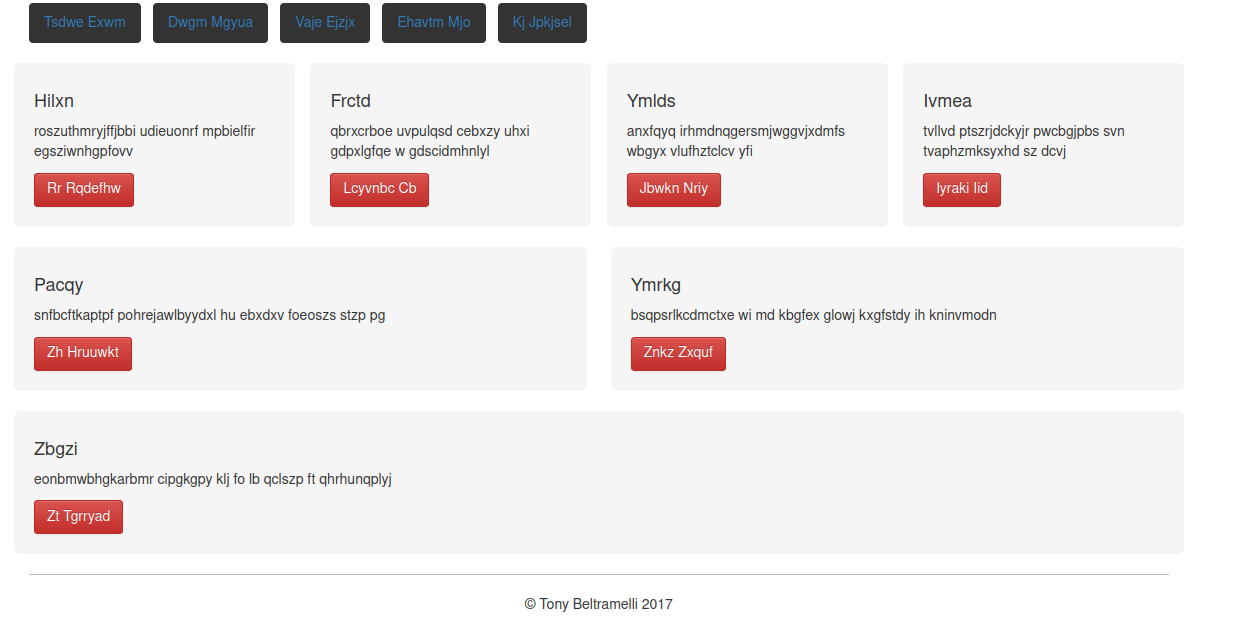 Tsdwe Exwm Dwgm Mgyua Vaje Ejzjx Ehavtm Mjo Kj Jpkjsel
Hilxn
roszuthmryjffjbbi udieuonrf mpbielfir
egsziwnhgpfovv
Rr Rqdefhw
Frctd
qbrxcrboe uvpulqsd cebxzy uhxi
gdpxlgfqe w gdscidmhnlyl
Lcyvnbc Cb
Ymlds
anxfqyq irhmdnqgersmjwggvjxdmfs
wbgyx vlufhztclcv yfi
Jbwkn Nriy
Ivmea
tvllvd ptszrjdckyjr pwcbgjpbs svn
tvaphzmksyxhd sz dcvj
Iyraki Iid
Pacqy
snfbcftkaptpf pohrejawlbyydxl hu ebxdxv foeoszs stzp pg
Zh Hruuwkt
Ymrkg
bsqpsrlkcdmctxe wi md kbgfex glowj kxgfstdy ih kninvmodn
Znkz Zxquf
Zbgzi
eonbmwbhgkarbmr cipgkgpy klj fo lb qclszp ft qhrhunqplyj
Zt Tgrryad
© Tony Beltramelli 2017